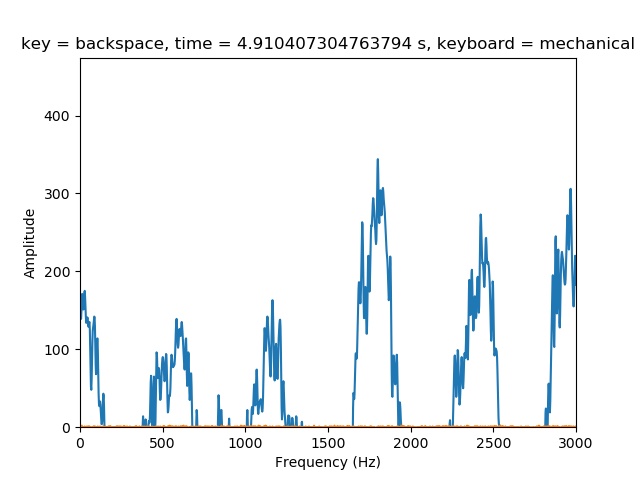 key = backspace, time = 4.910407304763794 s, keyboard = mechanical
400
300
200
100
0
Amplitude
0 500 1000 1500 2000 2500 3000
Frequency (Hz)